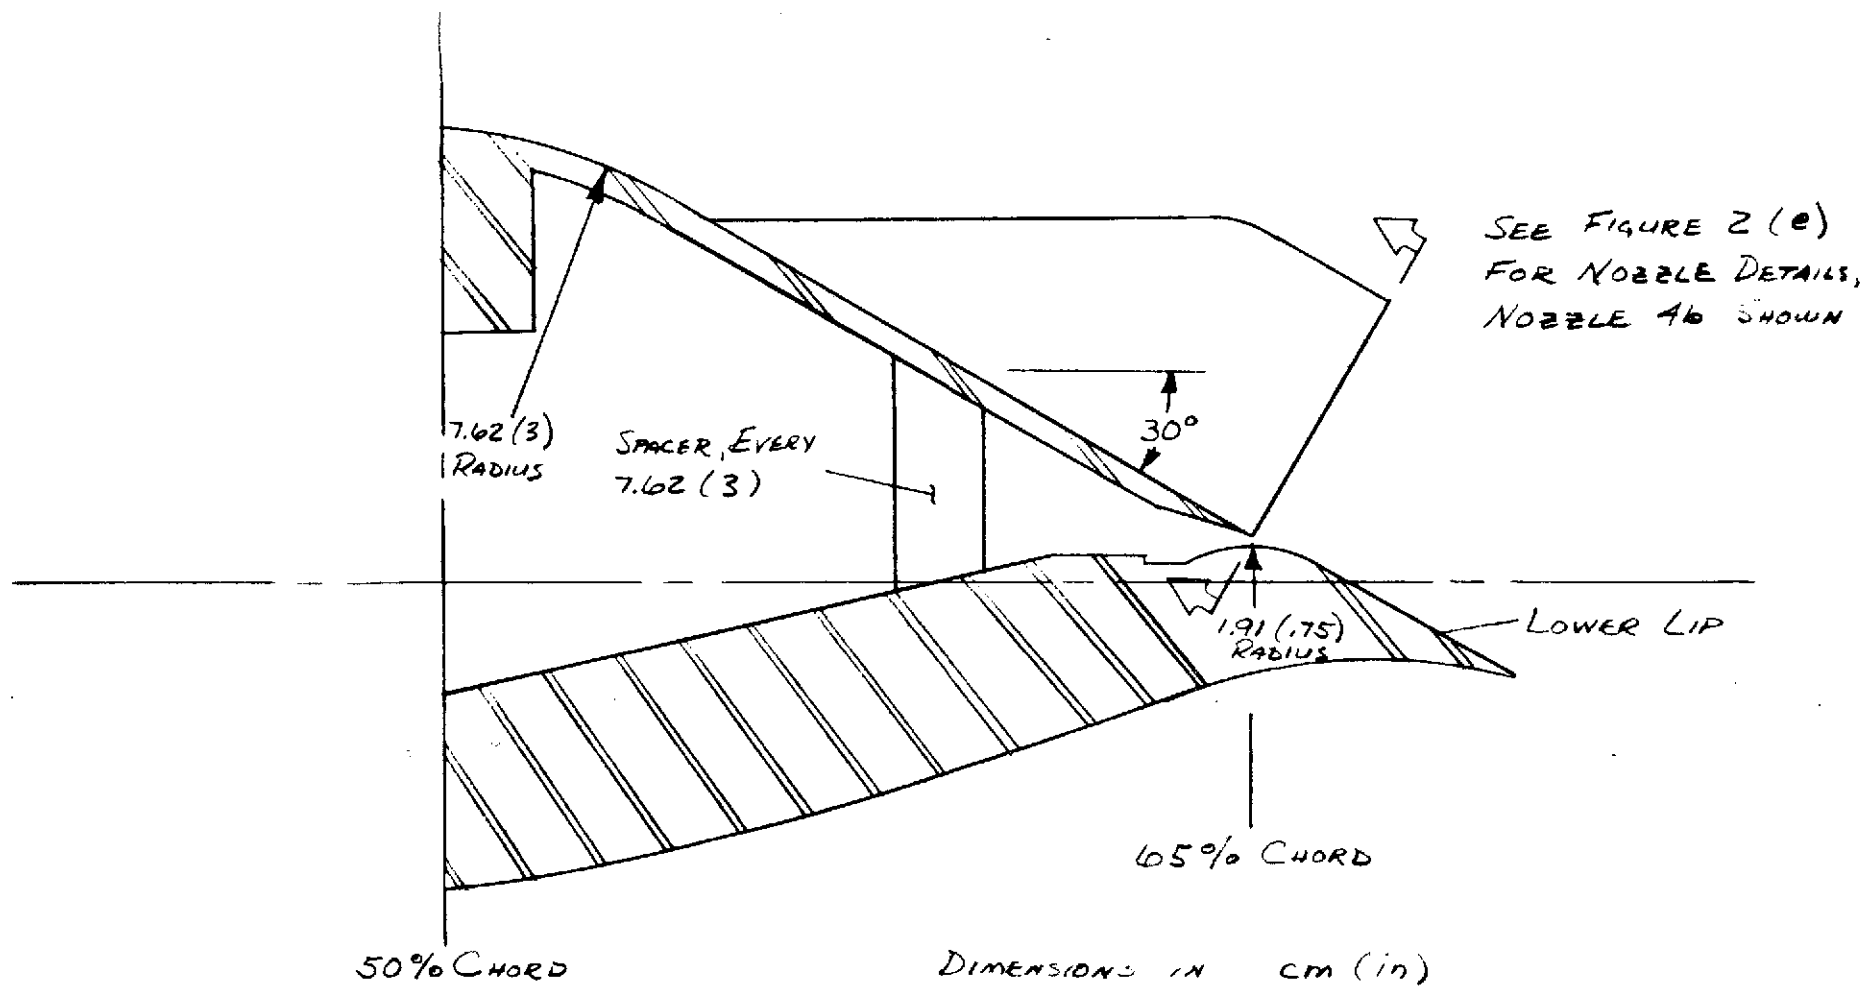 SEE FIGURE 2 (e)
FOR NOZZLE DETAILS,
NOZZLE 4b SHOWN
30°
7.62 (3)
RADIUS
SPACER, EVERY
7.62 (3)
1.91 (.75)
RADIUS
LOWER LIP
65% CHORD
50% CHORD
DIMENSIONS IN cm (in)